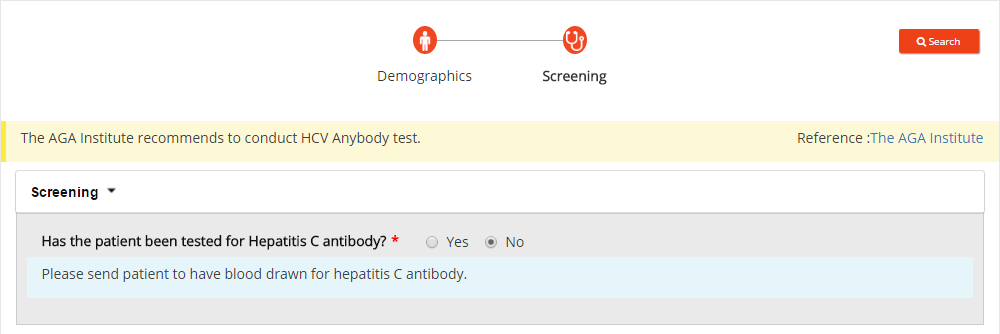 Demographics
Screening
Search
The AGA Institute recommends to conduct HCV Anybody test.
Reference :The AGA Institute
Screening
Has the patient been tested for Hepatitis C antibody? * Yes No
Please send patient to have blood drawn for hepatitis C antibody.